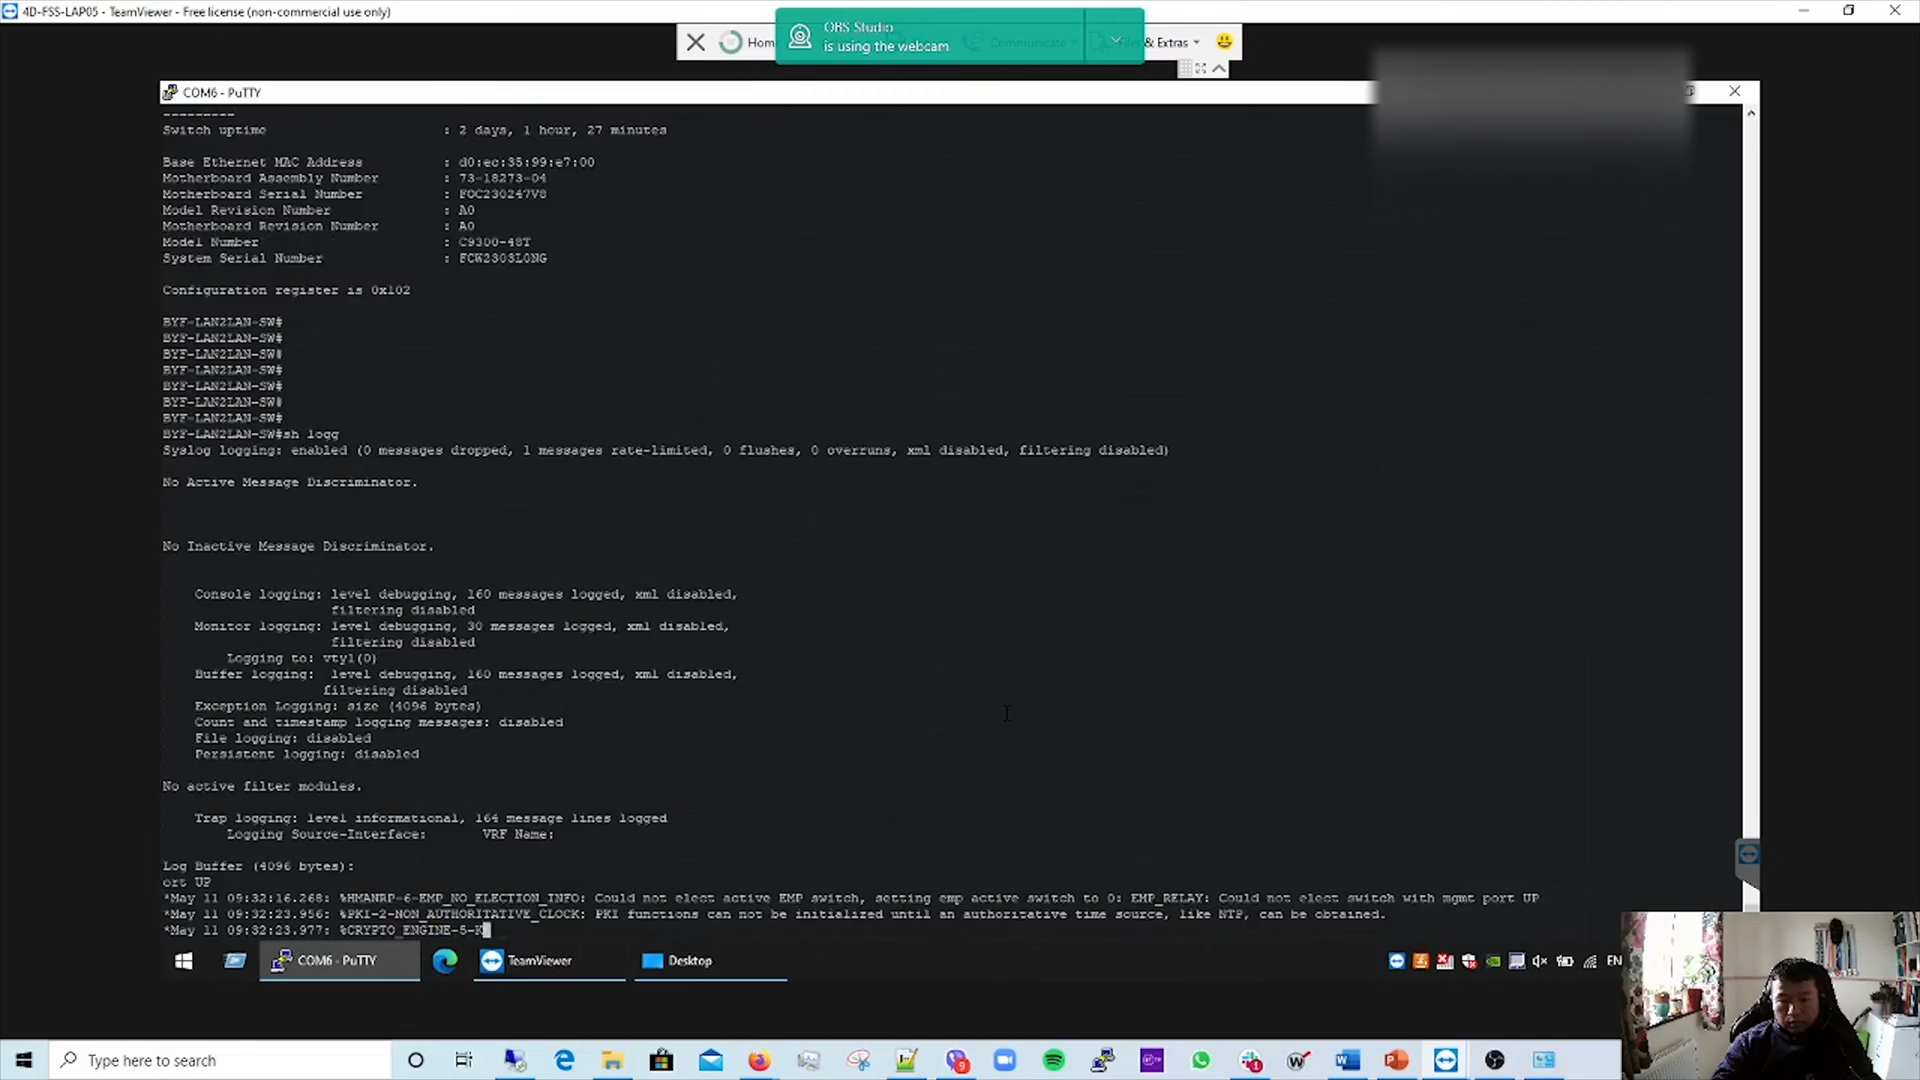 4D-FSS-LAP05 - TeamViewer - Free license (non-commercial use only)
OBS Studio
is using the webcam
Communicate
& Extras
COM6 - PuTTY
---------
Switch uptime : 2 days, 1 hour, 27 minutes
Base Ethernet MAC Address : d0:ec:35:99:e7:00
Motherboard Assembly Number : 73-18273-04
Motherboard Serial Number : FOC230247V8
Model Revision Number : A0
Motherboard Revision Number : A0
Model Number : C9300-48T
System Serial Number : FCW2303L0NG
Configuration register is 0x102
BYF-LAN2LAN-SW#
BYF-LAN2LAN-SW#
BYF-LAN2LAN-SW#
BYF-LAN2LAN-SW#
BYF-LAN2LAN-SW#
BYF-LAN2LAN-SW#
BYF-LAN2LAN-SW#
BYF-LAN2LAN-SW#sh logg
Syslog logging: enabled (0 messages dropped, 1 messages rate-limited, 0 flushes, 0 overruns, xml disabled, filtering disabled)
No Active Message Discriminator.
No Inactive Message Discriminator.
Console logging: level debugging, 160 messages logged, xml disabled,
filtering disabled
Monitor logging: level debugging, 30 messages logged, xml disabled,
filtering disabled
Logging to: vty1(0)
Buffer logging: level debugging, 160 messages logged, xml disabled,
filtering disabled
Exception Logging: size (4096 bytes)
Count and timestamp logging messages: disabled
File logging: disabled
Persistent logging: disabled
No active filter modules.
Trap logging: level informational, 164 message lines logged
Logging Source-Interface: VRF Name:
Log Buffer (4096 bytes):
ort UP
*May 11 09:32:16.268: %HMANRP-6-EMP_NO_ELECTION_INFO: Could not elect active EMP switch, setting emp active switch to 0: EMP_RELAY: Could not elect switch with mgmt port UP
*May 11 09:32:23.956: %PKI-2-NON_AUTHORITATIVE_CLOCK: PKI functions can not be initialized until an authoritative time source, like NTP, can be obtained.
*May 11 09:32:23.977: %CRYPTO_ENGINE-5-K
COM6 - PuTTY
TeamViewer
Desktop
EN
Type here to search